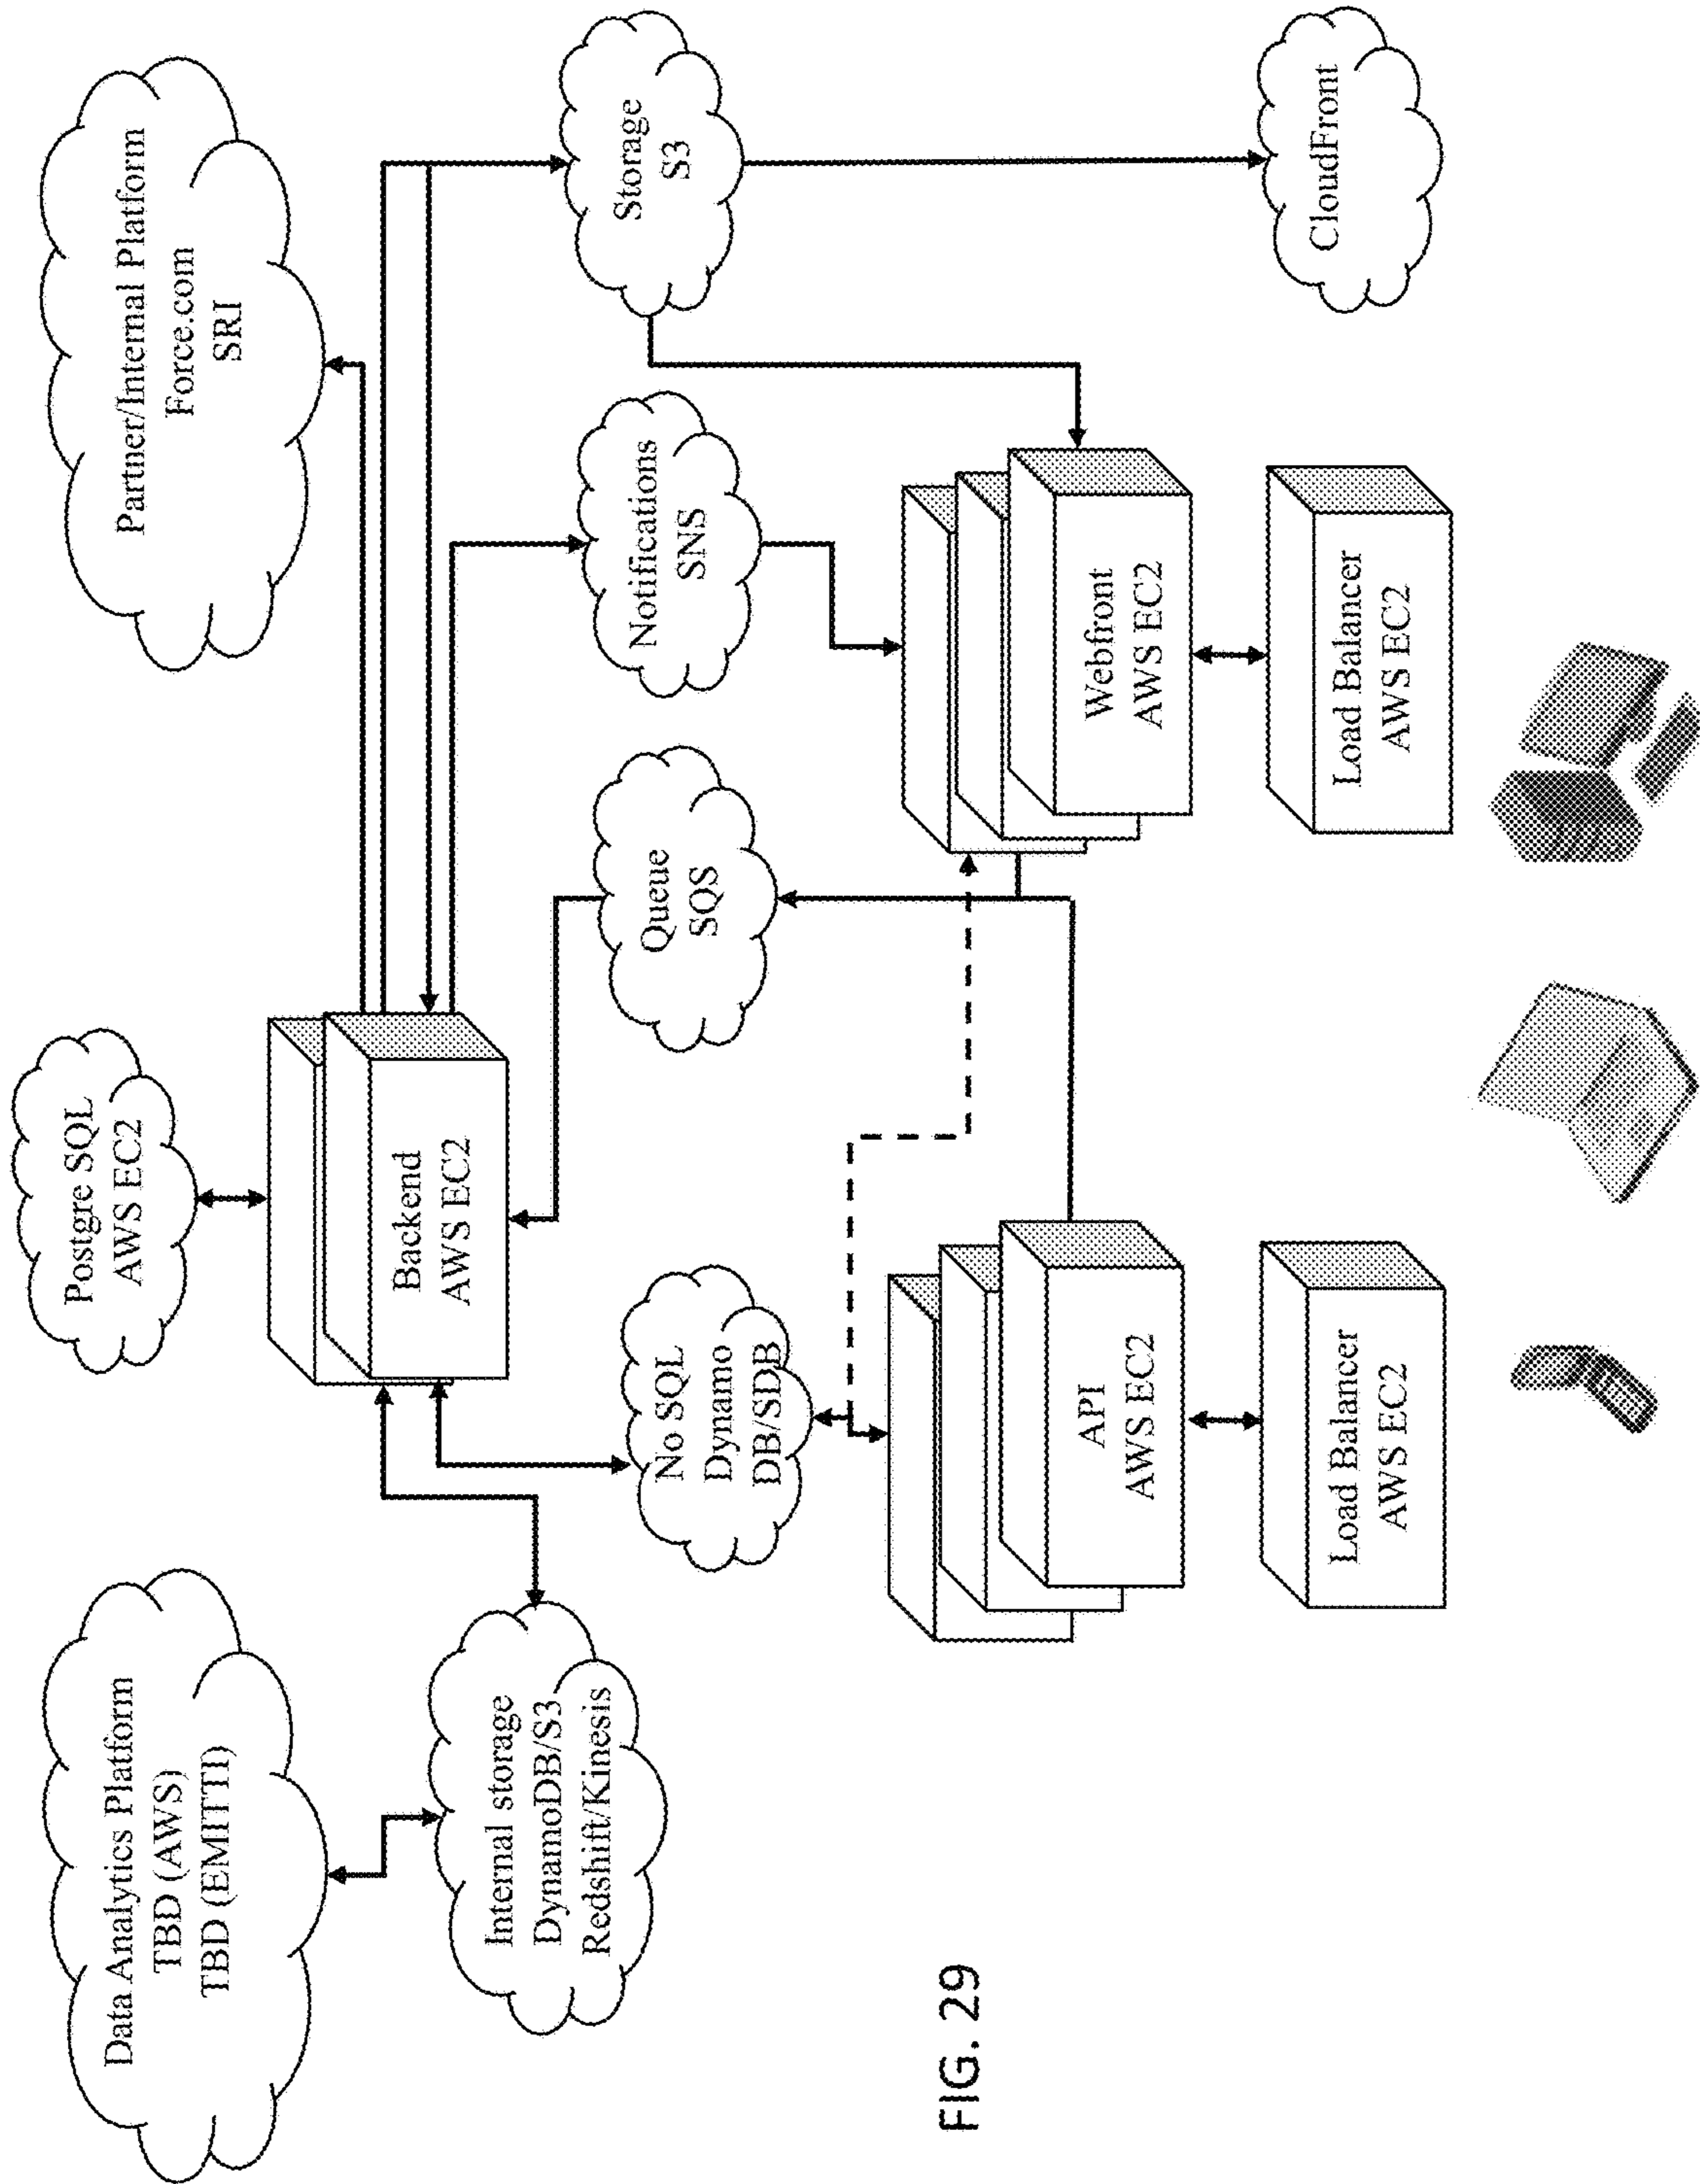 Data Analytics Platform
TBD (AWS)
TBD (EMITTI)
Postgre SQL
AWS EC2
Partner/Internal Platform
Force.com
SRI
Internal storage
DynamoDB/S3
Redshift/Kinesis
Backend
AWS EC2
No SQL
Dynamo
DB/SDB
Queue
SQS
Notifications
SNS
Storage
S3
API
AWS EC2
Webfront
AWS EC2
Load Balancer
AWS EC2
Load Balancer
AWS EC2
CloudFront
FIG. 29